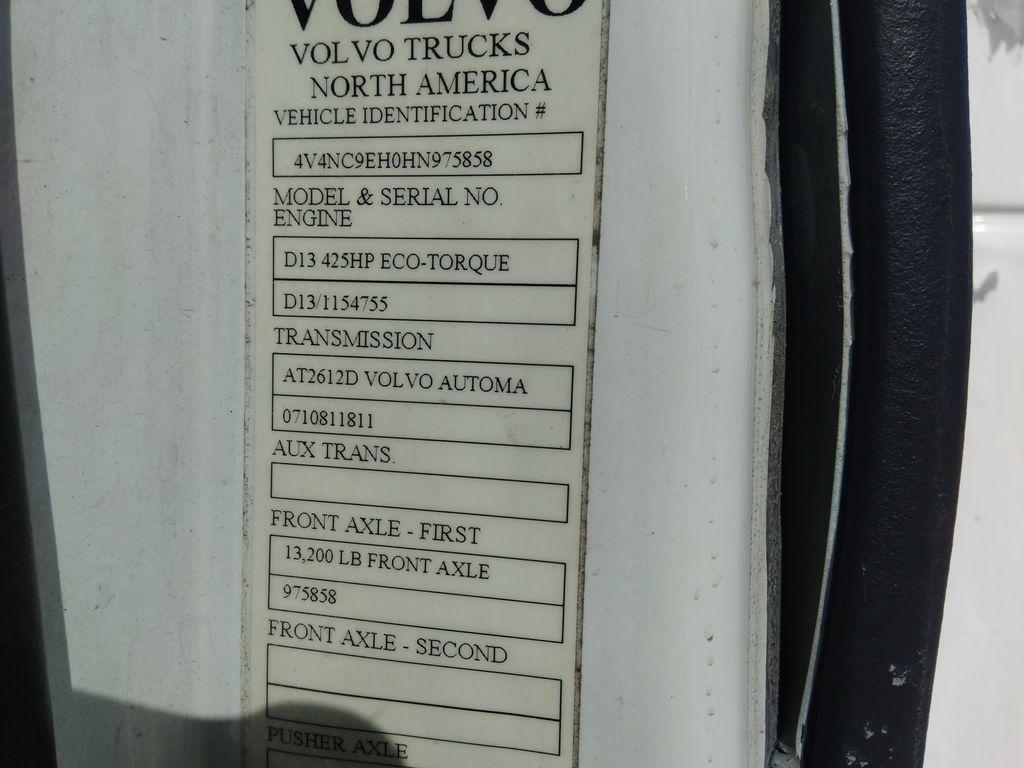 VOLVO
VOLVO TRUCKS
NORTH AMERICA
VEHICLE IDENTIFICATION #
4V4NC9EH0HN975858
MODEL & SERIAL NO.
ENGINE
D13 425HP ECO-TORQUE
D13/1154755
TRANSMISSION
AT2612D VOLVO AUTOMA
0710811811
AUX TRANS.
FRONT AXLE - FIRST
13,200 LB FRONT AXLE
975858
FRONT AXLE - SECOND
PUSHER AXLE